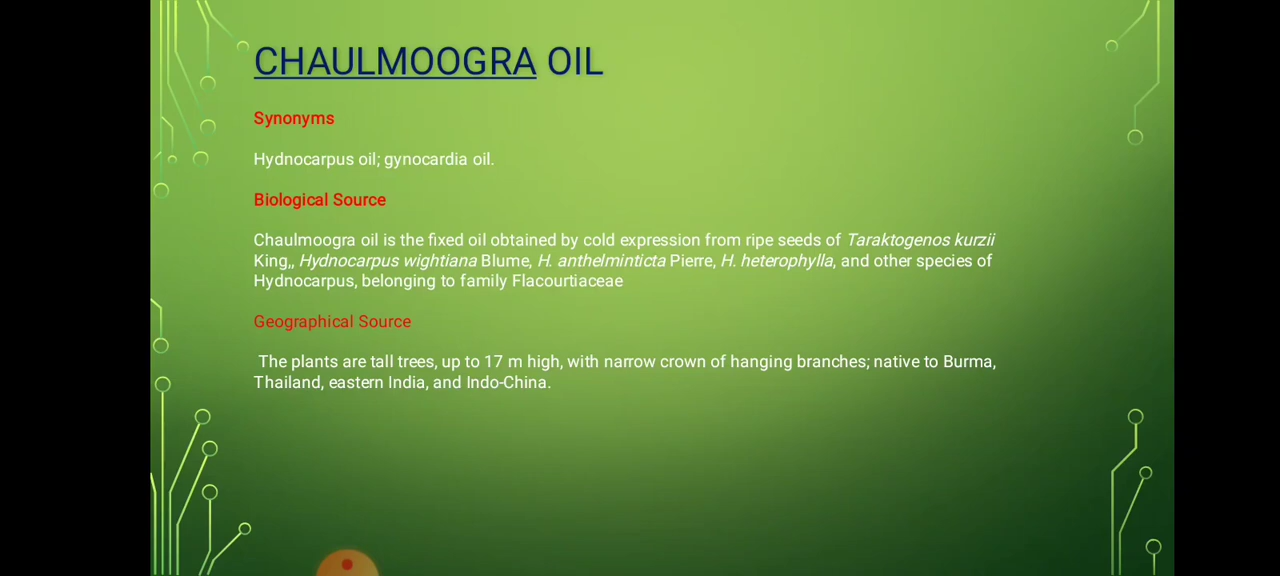 CHAULMOOGRA OIL
Synonyms
Hydnocarpus oil; gynocardia oil.
Biological Source
Chaulmoogra oil is the fixed oil obtained by cold expression from ripe seeds of Taraktogenos kurzii
King,, Hydnocarpus wightiana Blume, H. anthelminticta Pierre, H. heterophylla, and other species of
Hydnocarpus, belonging to family Flacourtiaceae
Geographical Source
The plants are tall trees, up to 17 m high, with narrow crown of hanging branches; native to Burma,
Thailand, eastern India, and Indo-China.